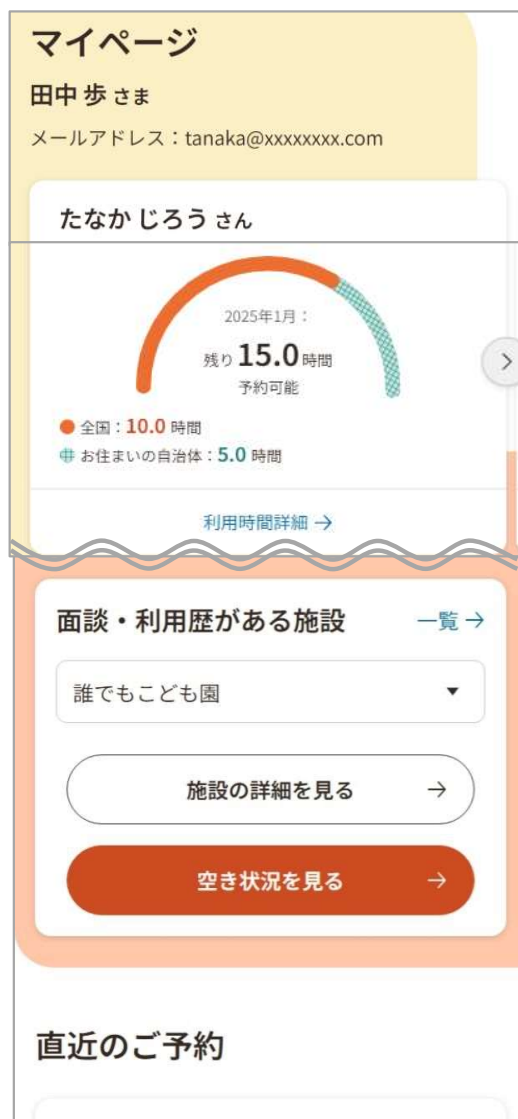 マイページ
田中 歩 さま
メールアドレス：tanaka@xxxxxxxx.com
たなか じろう さん
2025年1月：
残り 15.0 時間
予約可能
全国：10.0 時間
お住まいの自治体：5.0 時間
利用時間詳細 →
面談・利用歴がある施設 一覧 →
誰でもこども園
施設の詳細を見る →
空き状況を見る →
直近のご予約